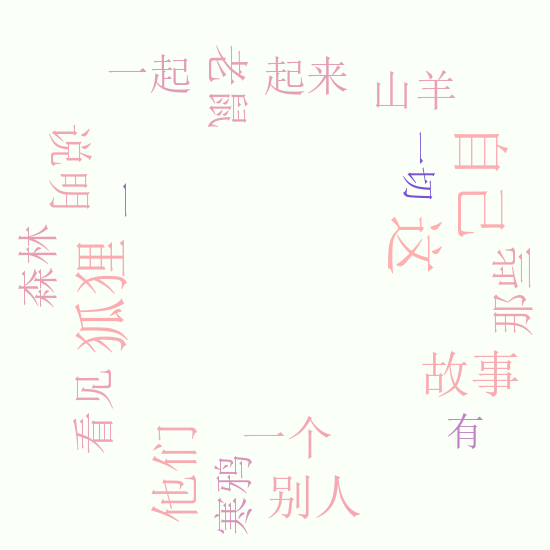 一起
老鼠
起来
山羊
说明
一
一切
自己
这
森林
狐狸
那些
故事
看见
有
他们
一个
寒鸦
别人